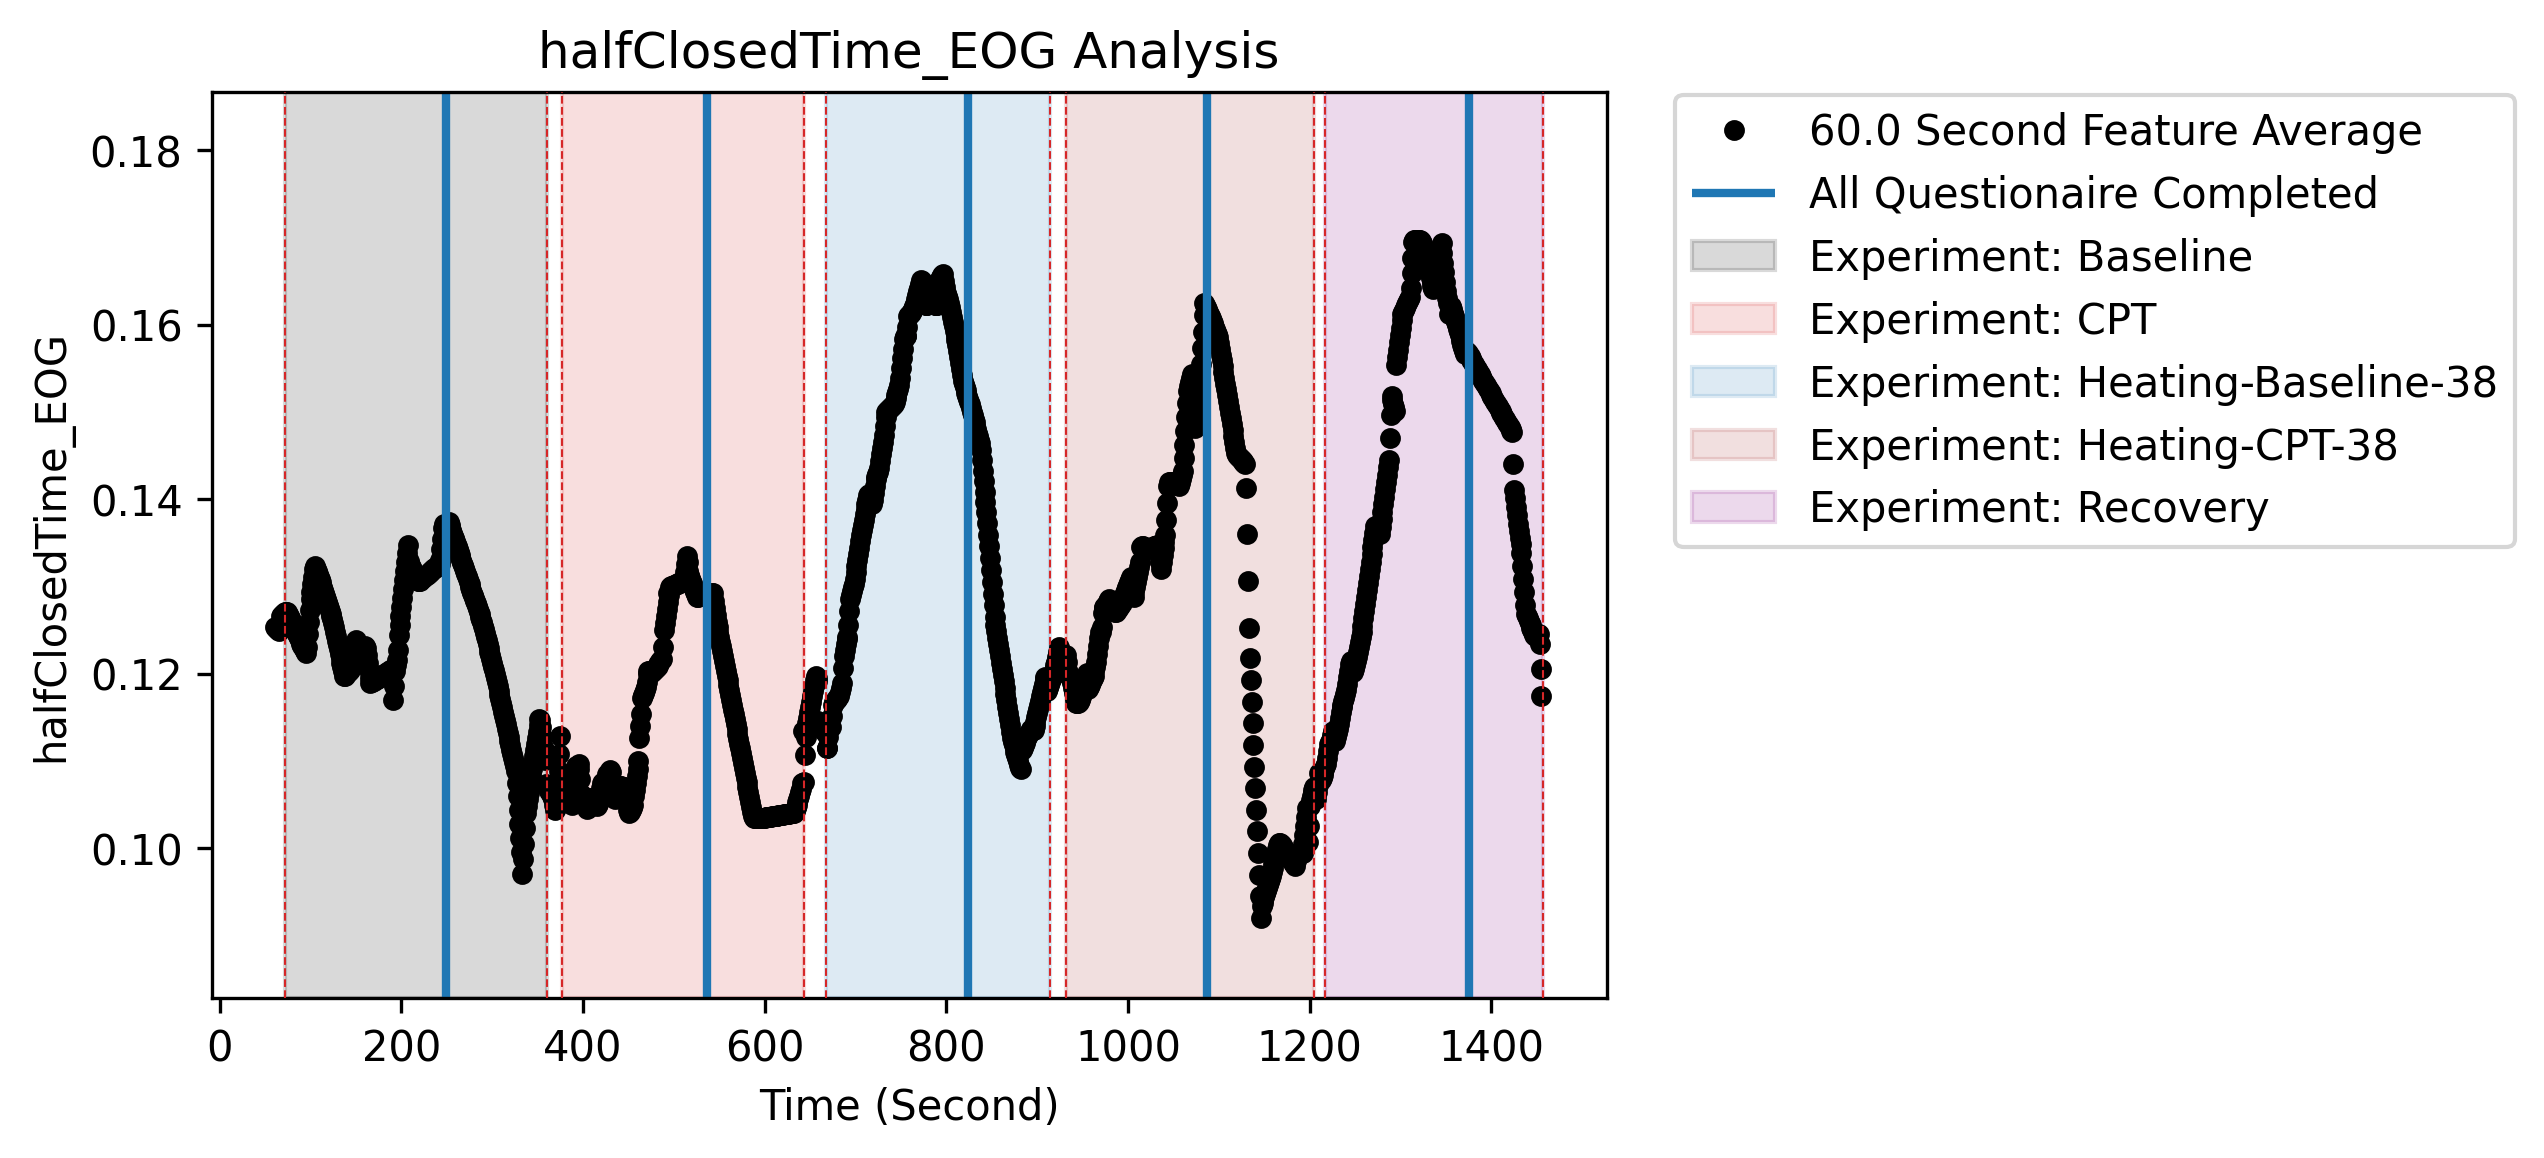 halfClosedTime_EOG Analysis
halfClosedTime_EOG
0.18
0.16
0.14
0.12
0.10
0 200 400 600 800 1000 1200 1400
Time (Second)
60.0 Second Feature Average
All Questionaire Completed
Experiment: Baseline
Experiment: CPT
Experiment: Heating-Baseline-38
Experiment: Heating-CPT-38
Experiment: Recovery